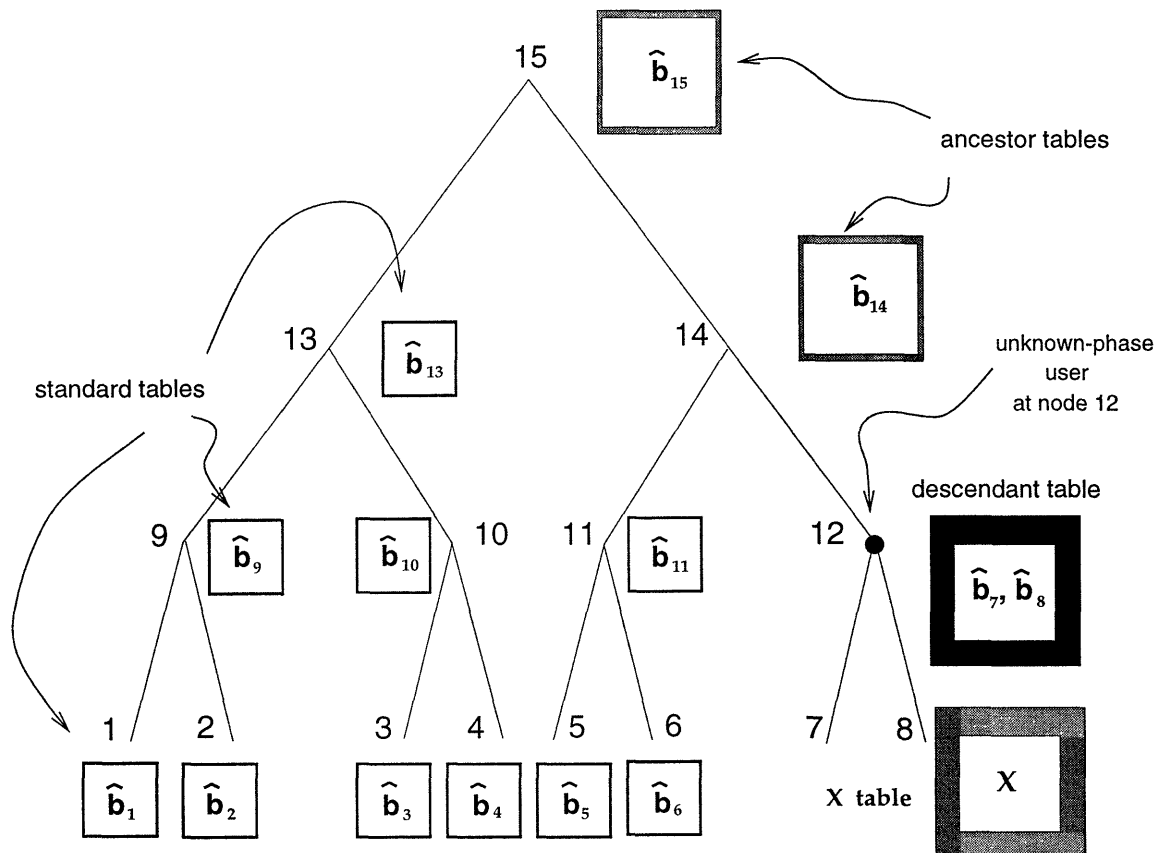 15
b̂₁₅
ancestor tables
b̂₁₄
13
b̂₁₃
14
unknown-phase
user
at node 12
standard tables
descendant table
9
b̂₉
b̂₁₀
10
11
b̂₁₁
12
b̂₇, b̂₈
1
2
3
4
5
6
7
8
b̂₁
b̂₂
b̂₃
b̂₄
b̂₅
b̂₆
X table
X